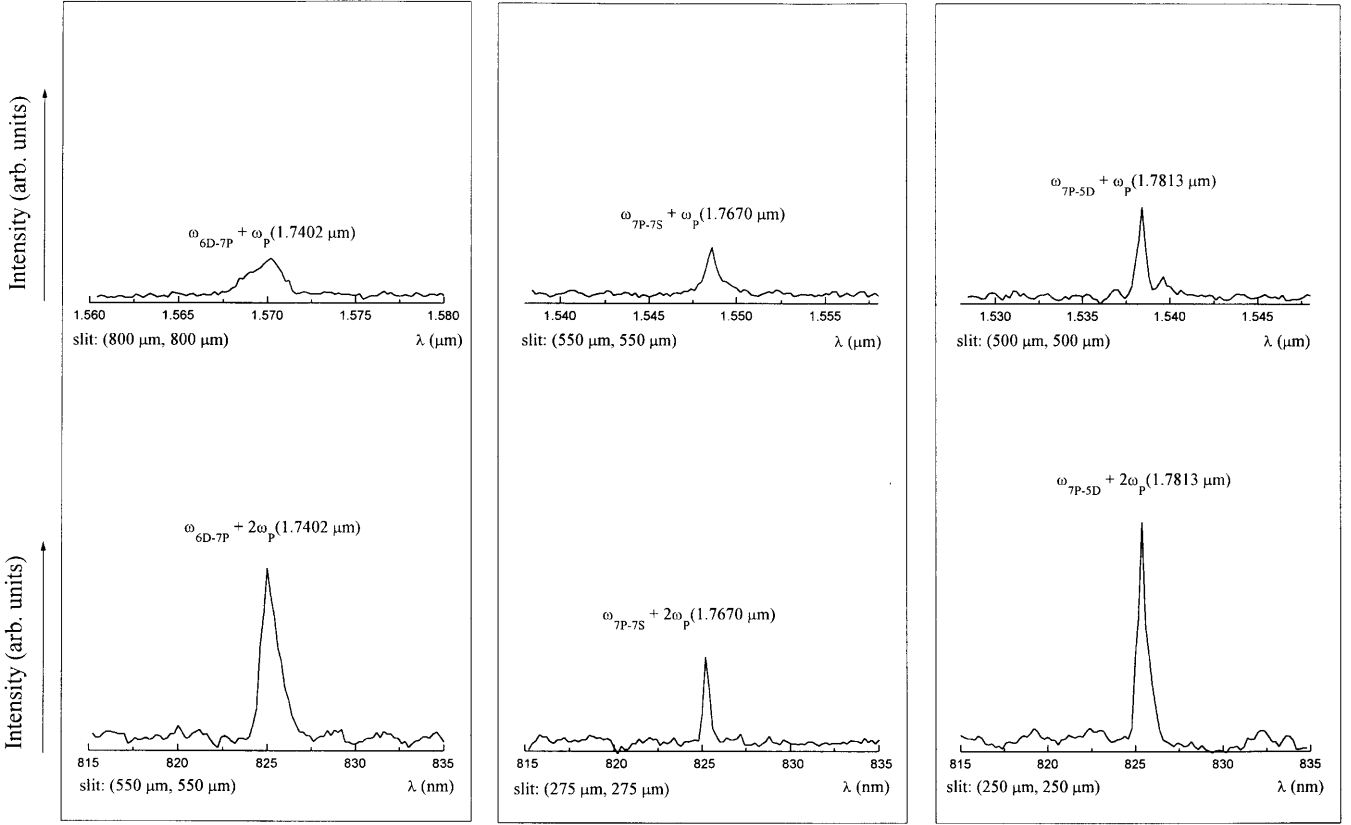 Intensity (arb. units)
ω6D-7P + ωP(1.7402 μm)
1.560 1.565 1.570 1.575 1.580
slit: (800 μm, 800 μm) λ (μm)
ω7P-7S + ωP(1.7670 μm)
1.540 1.545 1.550 1.555
slit: (550 μm, 550 μm) λ (μm)
ω7P-5D + ωP(1.7813 μm)
1.530 1.535 1.540 1.545
slit: (500 μm, 500 μm) λ (μm)
Intensity (arb. units)
ω6D-7P + 2ωP(1.7402 μm)
815 820 825 830 835
slit: (550 μm, 550 μm) λ (nm)
ω7P-7S + 2ωP(1.7670 μm)
815 820 825 830 835
slit: (275 μm, 275 μm) λ (nm)
ω7P-5D + 2ωP(1.7813 μm)
815 820 825 830 835
slit: (250 μm, 250 μm) λ (nm)